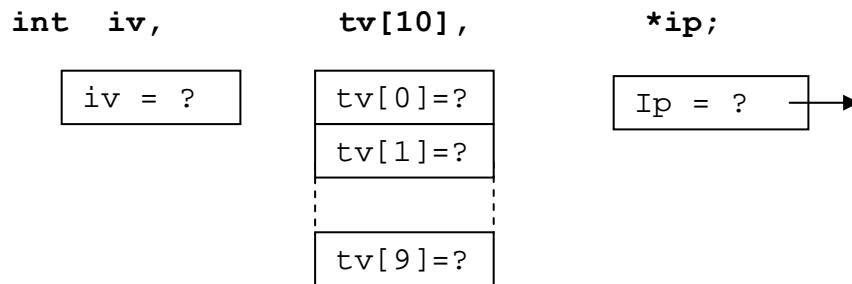 int iv, tv[10], *ip;
iv = ? tv[0]=? Ip = ?
tv[1]=?
tv[9]=?